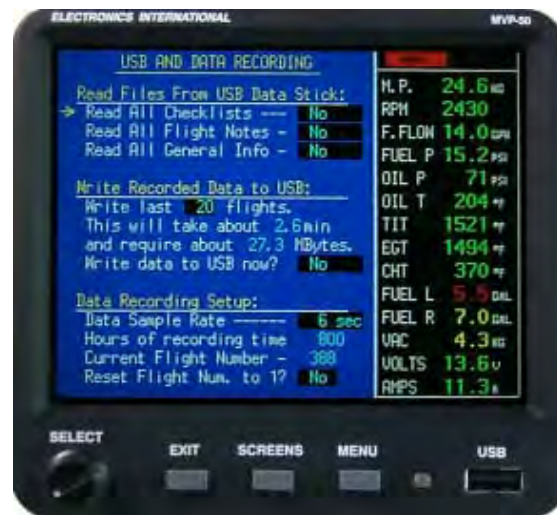 ELECTRONICS INTERNATIONAL
MVP-50
USB AND DATA RECORDING
Read Files From USB Data Stick:
Read All Checklists --- No
Read All Flight Notes - No
Read All General Info - No
Write Recorded Data to USB:
Write last 20 flights.
This will take about 2.6min
and require about 27.3 MBytes.
Write data to USB now? No
Data Recording Setup:
Data Sample Rate ------ 6 sec
Hours of recording time 800
Current Flight Number - 388
Reset Flight Num. to 1? No
M.P. 24.6 HG
RPM 2430
F.FLOW 14.0 GPH
FUEL P 15.2 PSI
OIL P 71 PSI
OIL T 204 °F
TIT 1521 °F
EGT 1494 °F
CHT 370 °F
FUEL L 5.5 GAL
FUEL R 7.0 GAL
VAC 4.3 HG
VOLTS 13.6 V
AMPS 11.3 A
SELECT
EXIT
SCREENS
MENU
USB